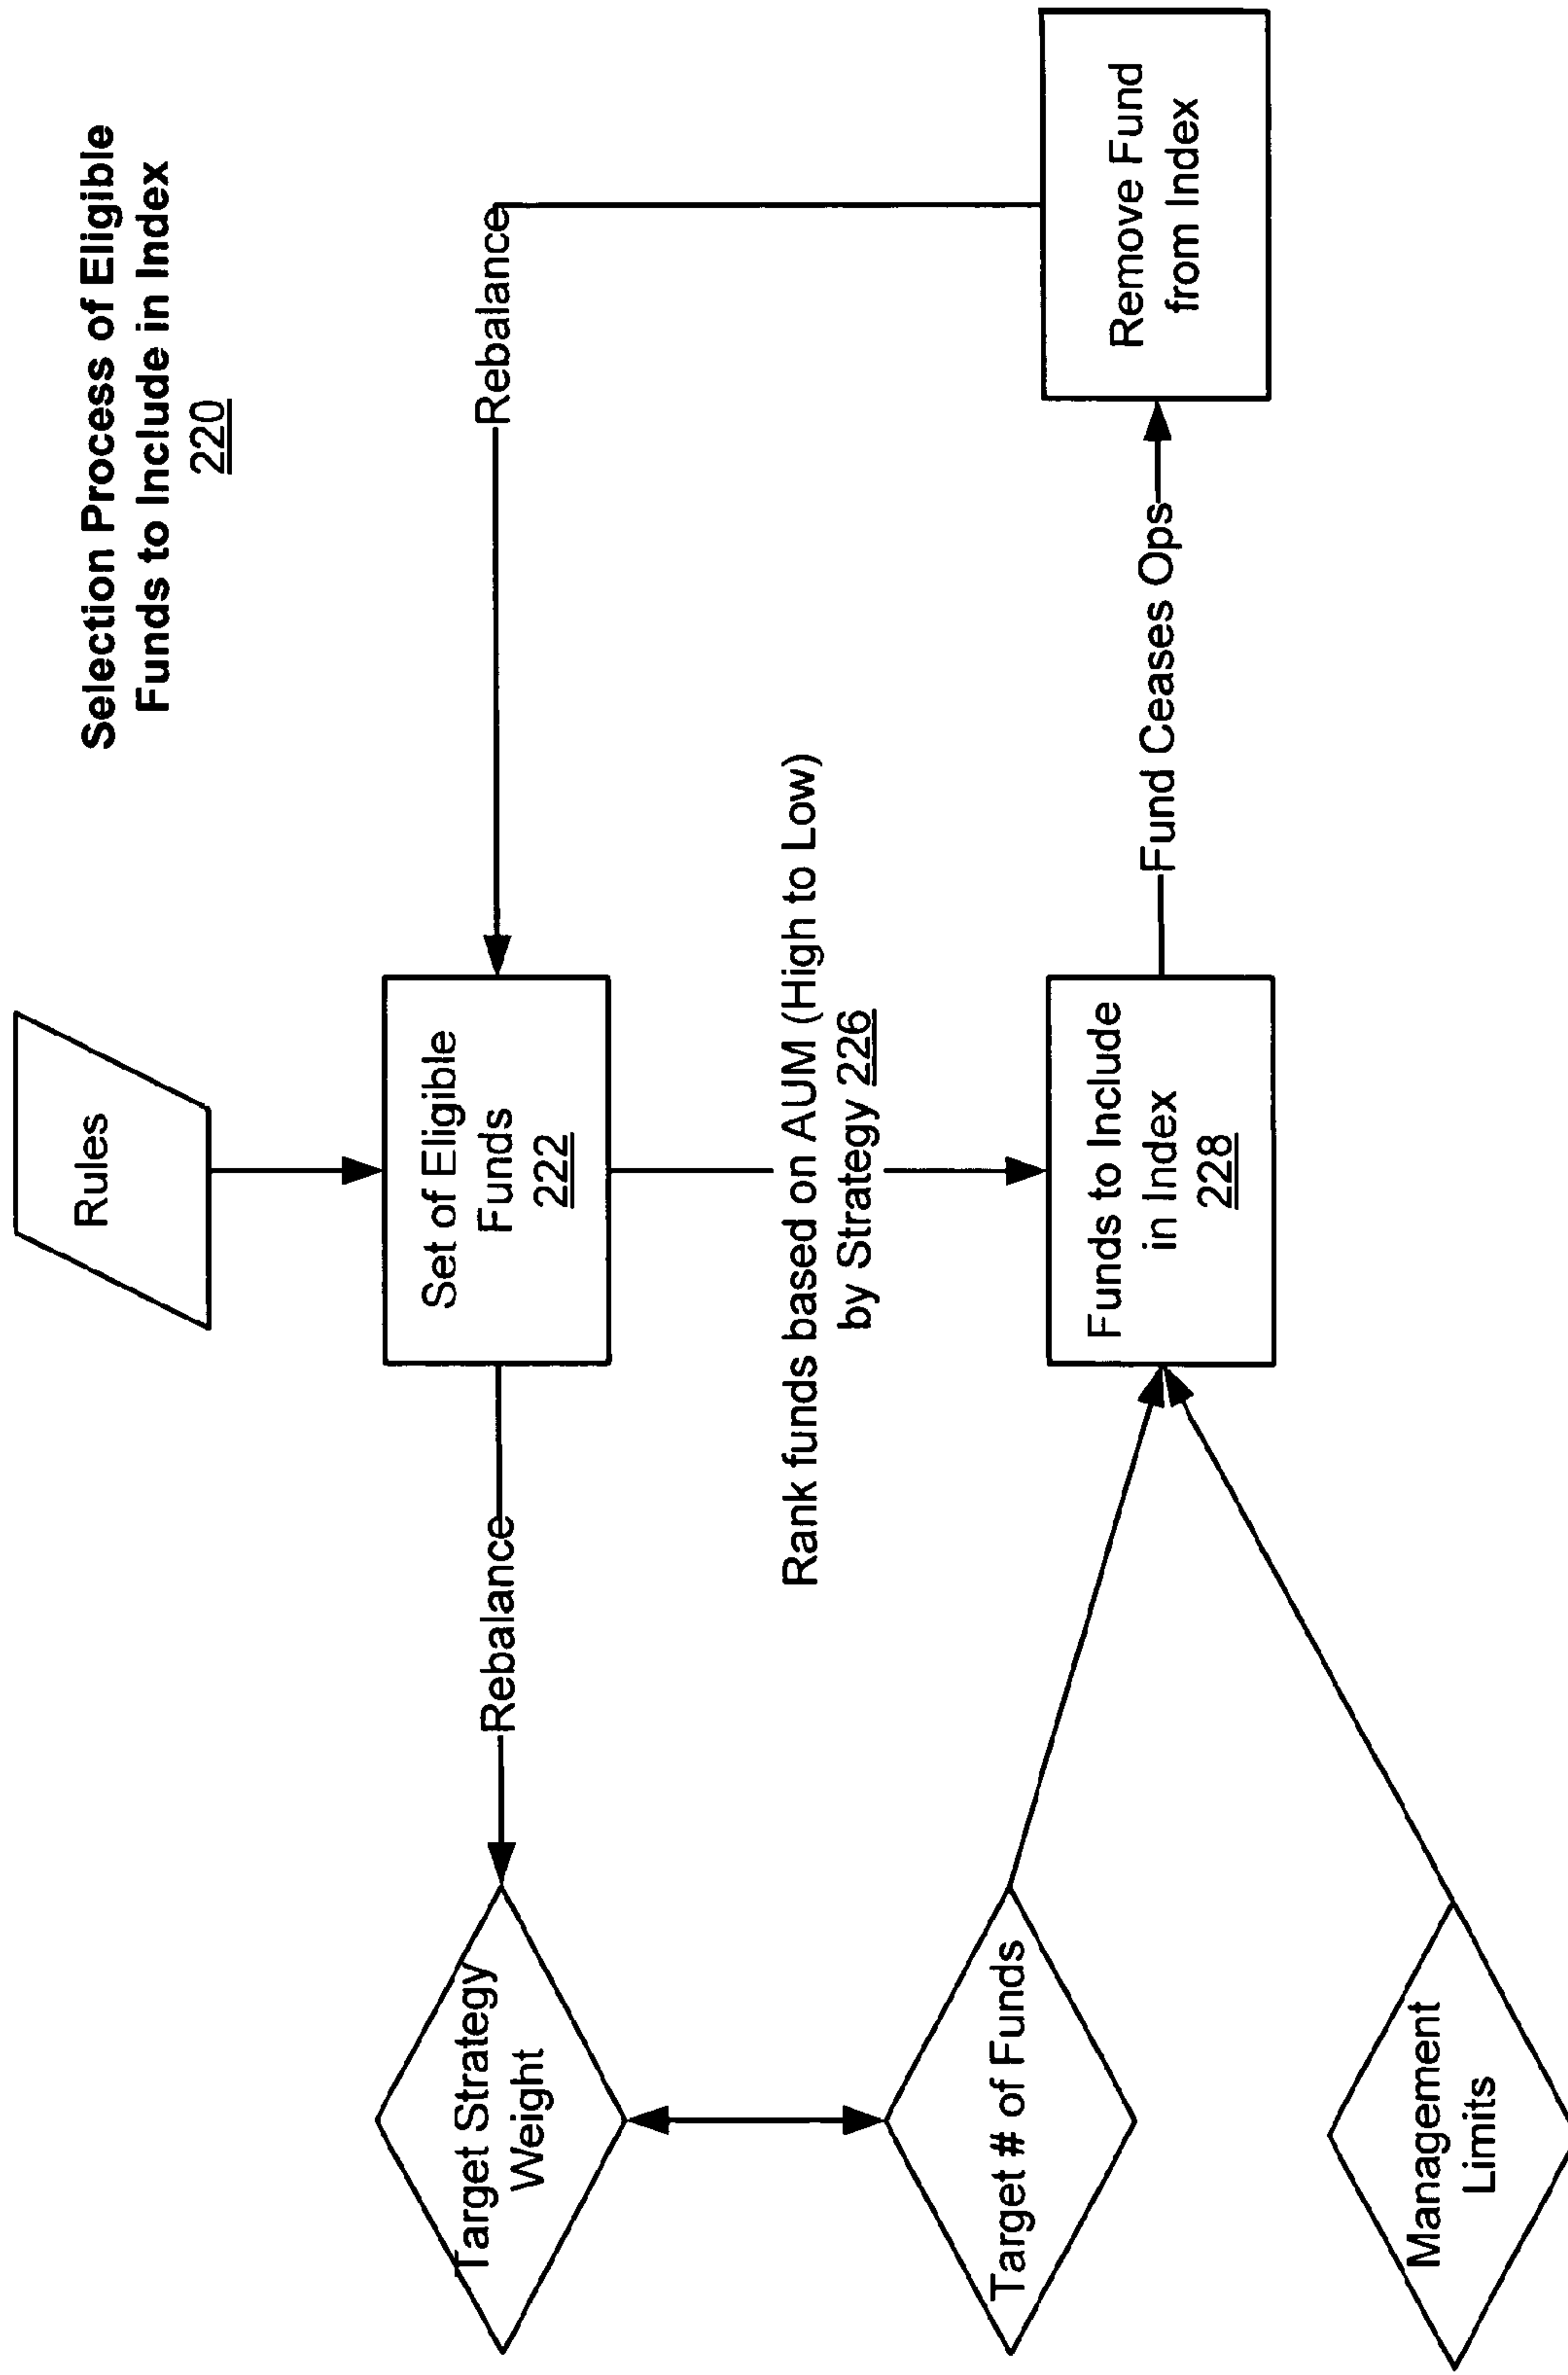 Selection Process of Eligible
Funds to Include in Index
220
Rules
Rebalance
Set of Eligible
Funds
222
Rebalance
Target Strategy
Weight
Rank funds based on AUM (High to Low)
by Strategy 226
Target # of Funds
Funds to Include
in Index
228
Fund Ceases Ops
Remove Fund
from Index
Management
Limits